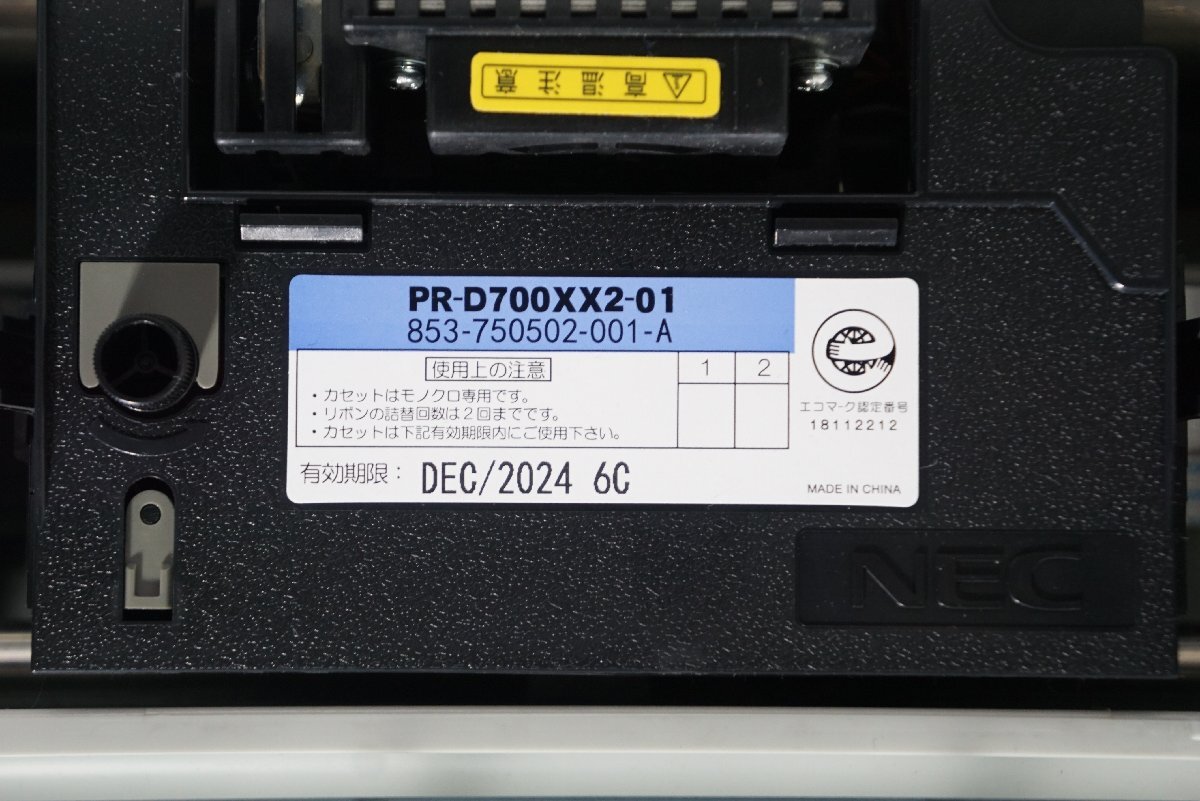 ⚠高温注意
PR-D700XX2-01
853-750502-001-A
使用上の注意
1 2
・カセットはモノクロ専用です。
・リボンの詰替回数は2回までです。
・カセットは下記有効期限内にご使用下さい。
有効期限： DEC/2024 6C
エコマーク認定番号
18112212
MADE IN CHINA
NEC